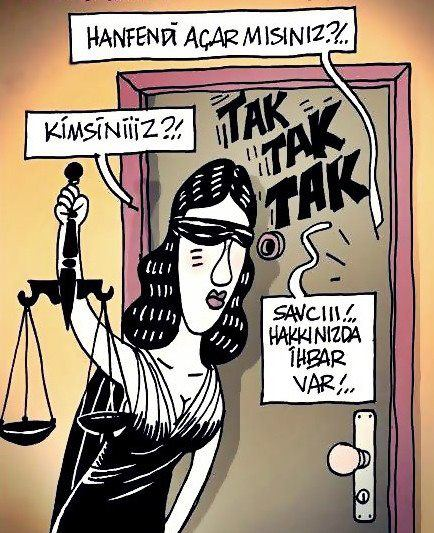 HANFENDİ AÇAR MISINIZ?!..
TAK
TAK
TAK
KİMSİNİİİZ?!.
SAVCIII!..
HAKKINIZDA
İHBAR
VAR!..